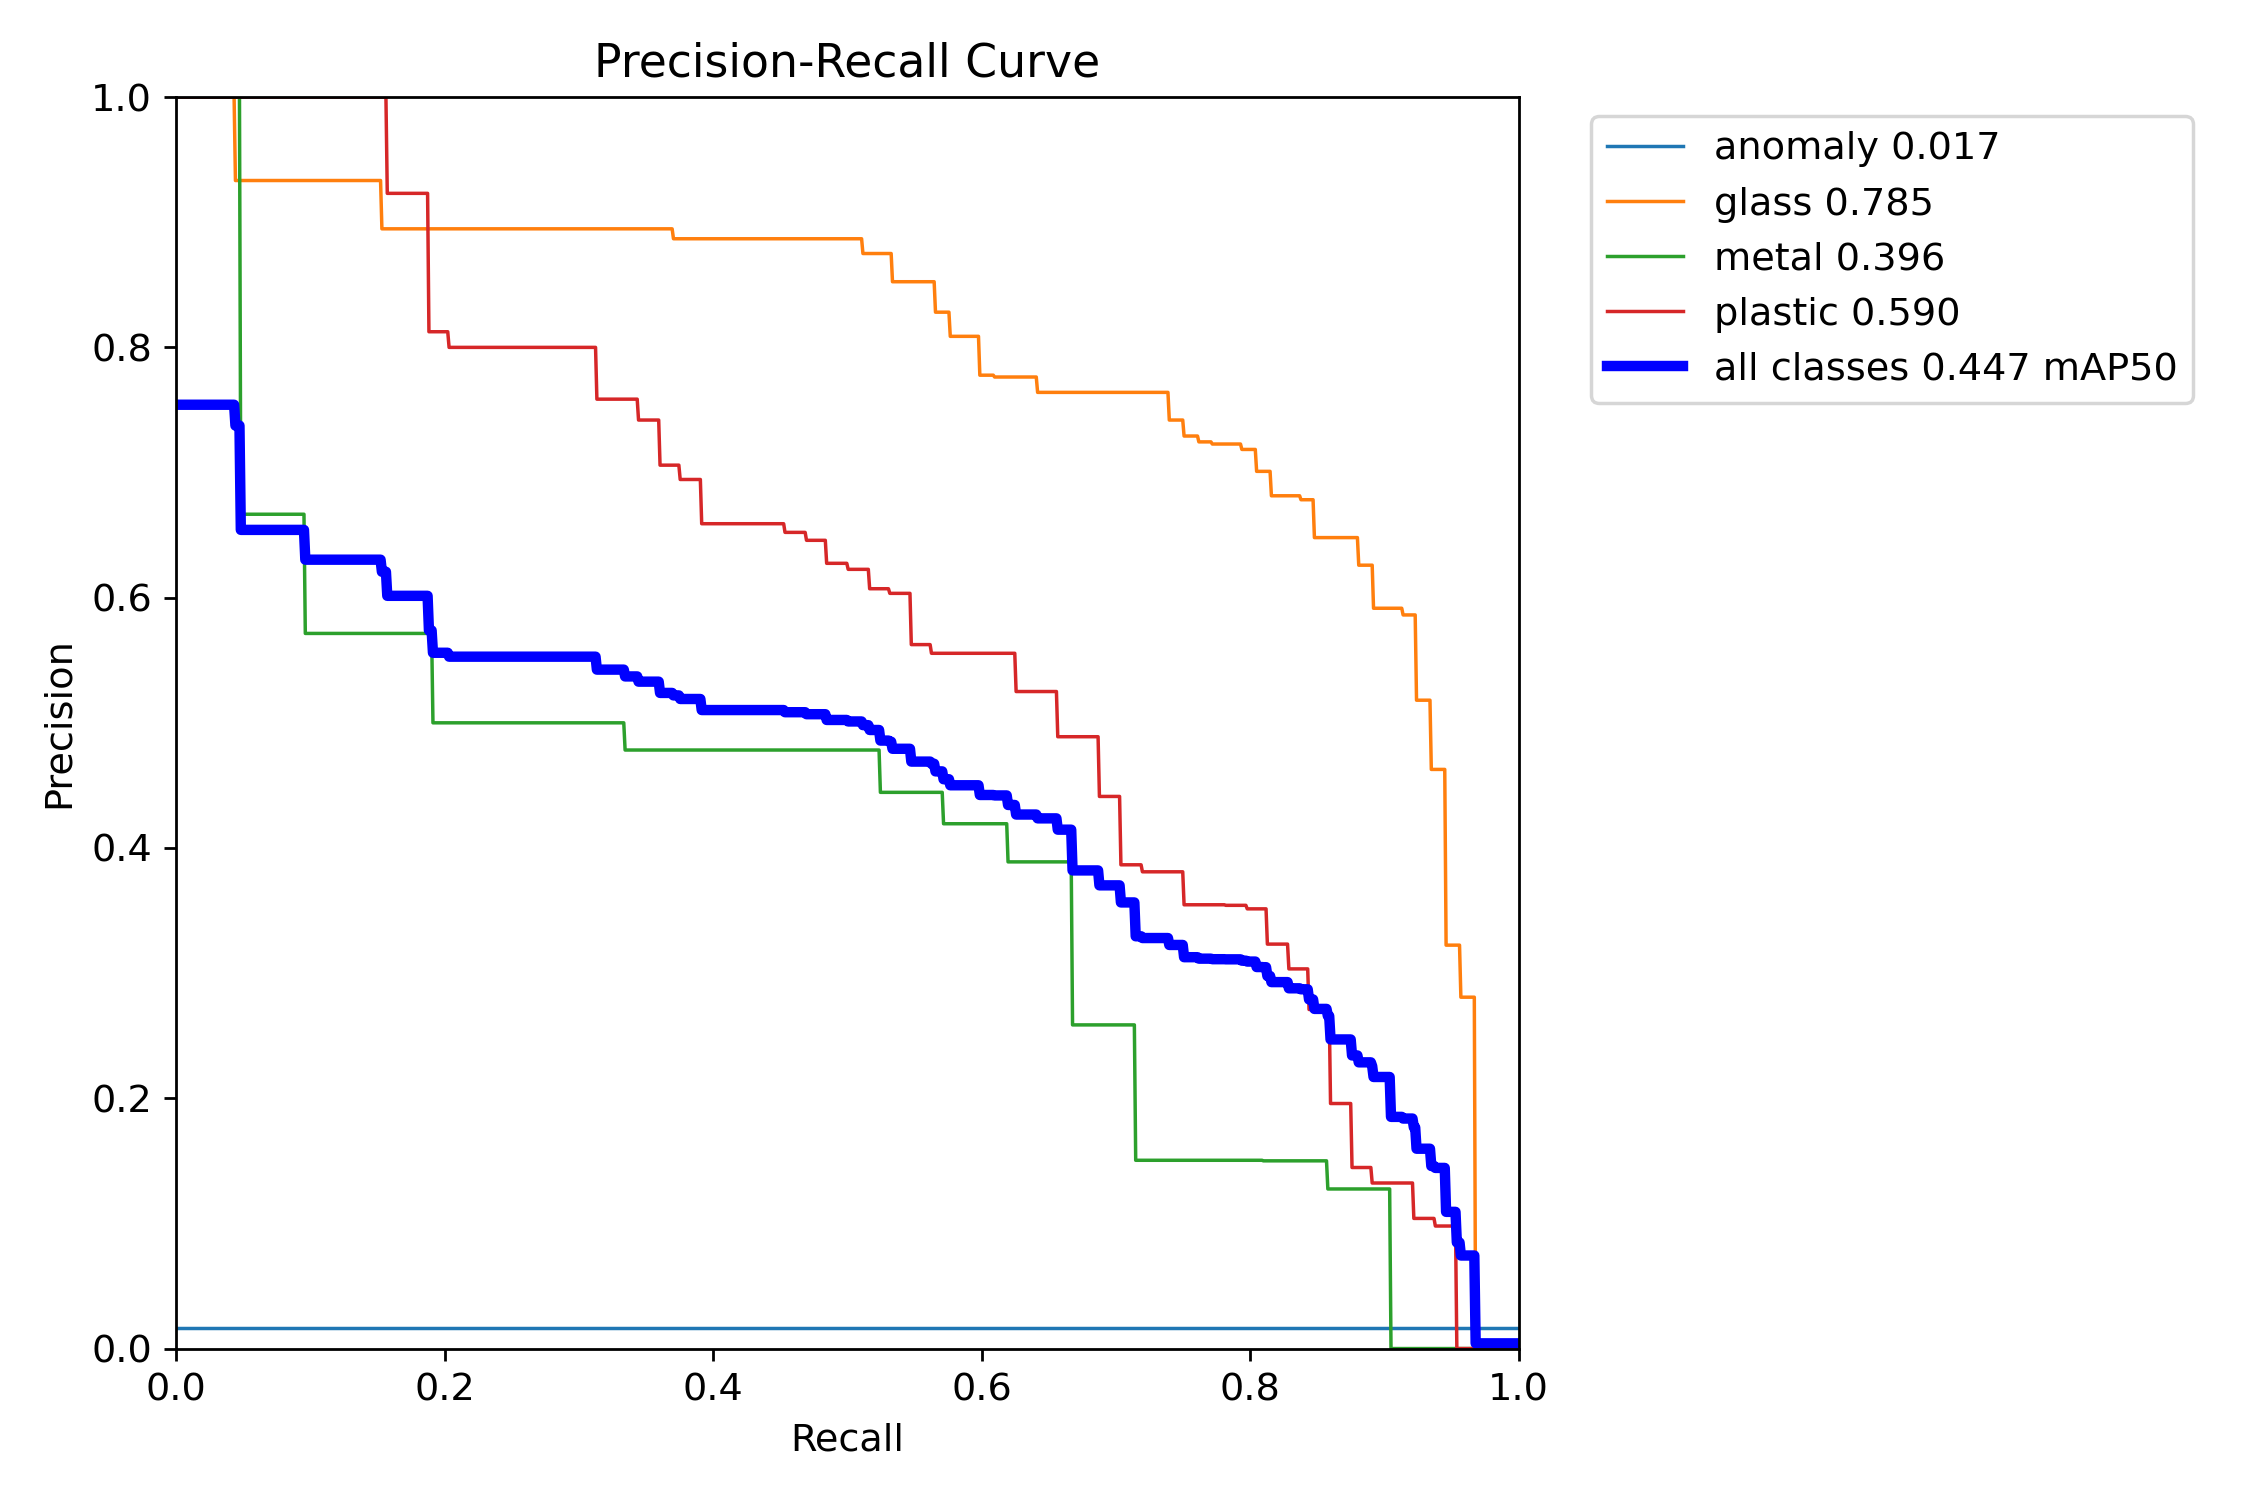 Precision-Recall Curve
1.0
0.8
0.6
0.4
0.2
0.0
Precision
0.0 0.2 0.4 0.6 0.8 1.0
Recall
anomaly 0.017
glass 0.785
metal 0.396
plastic 0.590
all classes 0.447 mAP50